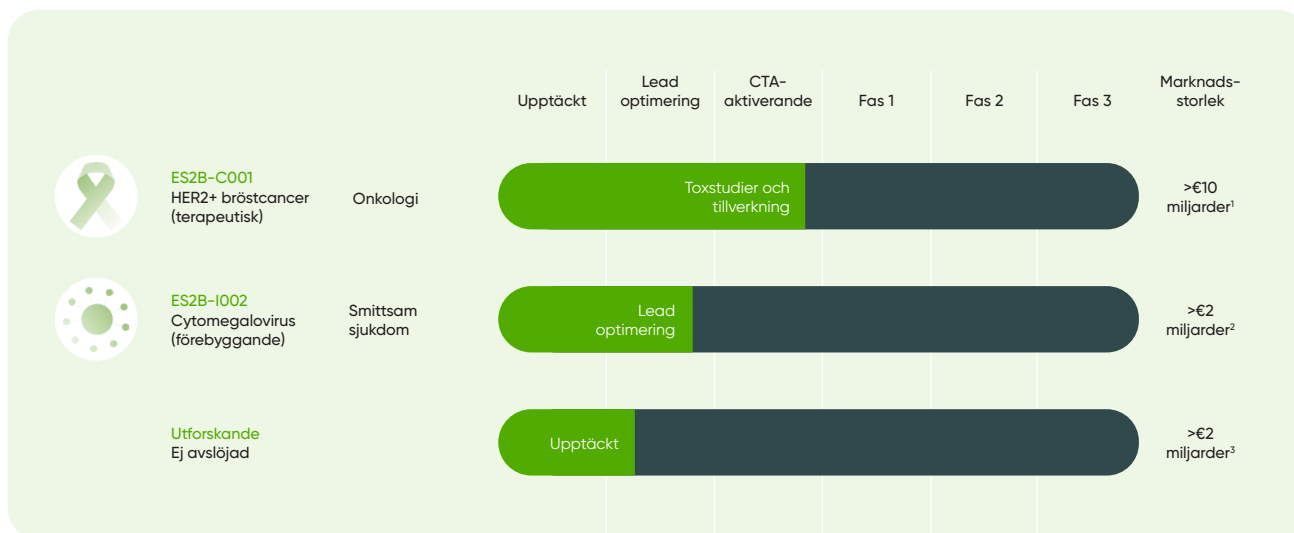 Upptäckt
Lead
optimering
CTA-
aktiverande
Fas 1
Fas 2
Fas 3
Marknads-
storlek
ES2B-C001
HER2+ bröstcancer
(terapeutisk)
Onkologi
Toxstudier och
tillverkning
>€10
miljarder¹
ES2B-I002
Cytomegalovirus
(förebyggande)
Smittsam
sjukdom
Lead
optimering
>€2
miljarder²
Utforskande
Ej avslöjad
Upptäckt
>€2
miljarder³